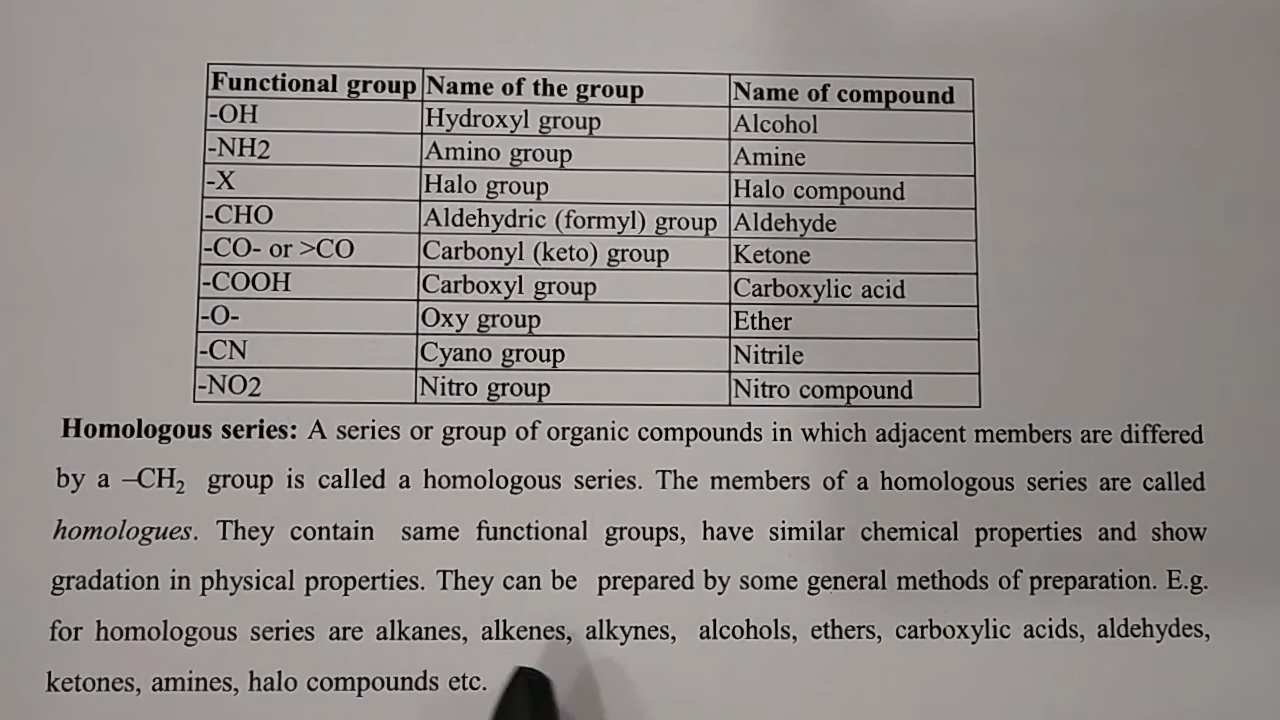 Functional group Name of the group Name of compound
-OH Hydroxyl group Alcohol
-NH2 Amino group Amine
-X Halo group Halo compound
-CHO Aldehydric (formyl) group Aldehyde
-CO- or >CO Carbonyl (keto) group Ketone
-COOH Carboxyl group Carboxylic acid
-O- Oxy group Ether
-CN Cyano group Nitrile
-NO2 Nitro group Nitro compound
Homologous series: A series or group of organic compounds in which adjacent members are differed
by a –CH₂ group is called a homologous series. The members of a homologous series are called
homologues. They contain same functional groups, have similar chemical properties and show
gradation in physical properties. They can be prepared by some general methods of preparation. E.g.
for homologous series are alkanes, alkenes, alkynes, alcohols, ethers, carboxylic acids, aldehydes,
ketones, amines, halo compounds etc.